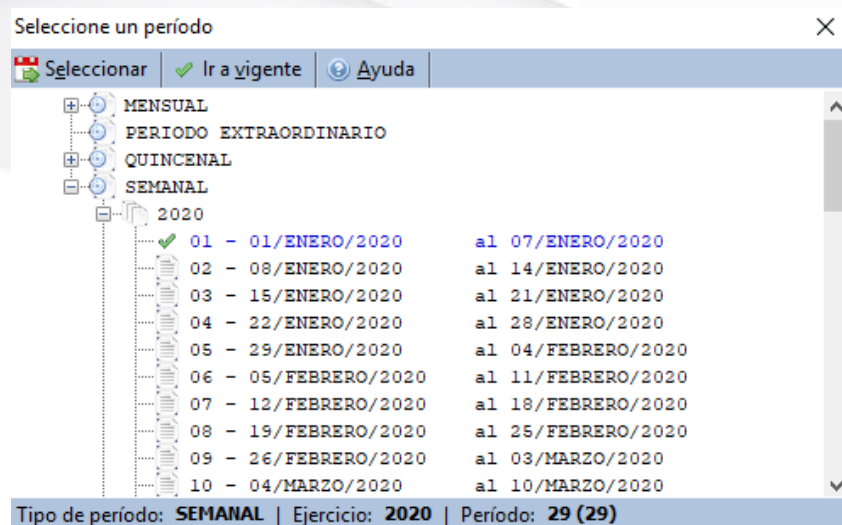 Seleccione un período
Seleccionar Ir a vigente Ayuda
MENSUAL
PERIODO EXTRAORDINARIO
QUINCENAL
SEMANAL
2020
01 - 01/ENERO/2020 al 07/ENERO/2020
02 - 08/ENERO/2020 al 14/ENERO/2020
03 - 15/ENERO/2020 al 21/ENERO/2020
04 - 22/ENERO/2020 al 28/ENERO/2020
05 - 29/ENERO/2020 al 04/FEBRERO/2020
06 - 05/FEBRERO/2020 al 11/FEBRERO/2020
07 - 12/FEBRERO/2020 al 18/FEBRERO/2020
08 - 19/FEBRERO/2020 al 25/FEBRERO/2020
09 - 26/FEBRERO/2020 al 03/MARZO/2020
10 - 04/MARZO/2020 al 10/MARZO/2020
Tipo de período: SEMANAL | Ejercicio: 2020 | Período: 29 (29)